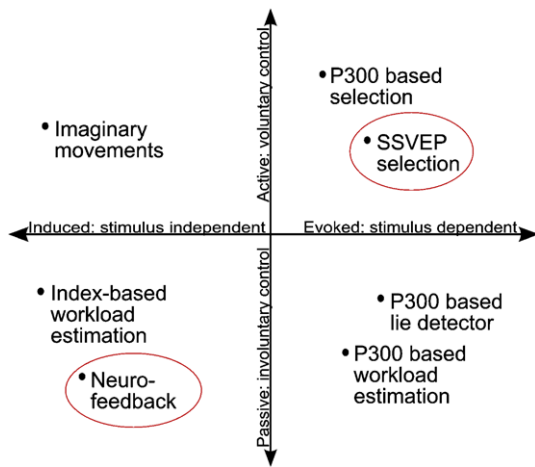 P300 based
selection
SSVEP
selection
Imaginary
movements
Active: voluntary control
Induced: stimulus independent
Evoked: stimulus dependent
Passive: involuntary control
Index-based
workload
estimation
Neuro-
feedback
P300 based
lie detector
P300 based
workload
estimation